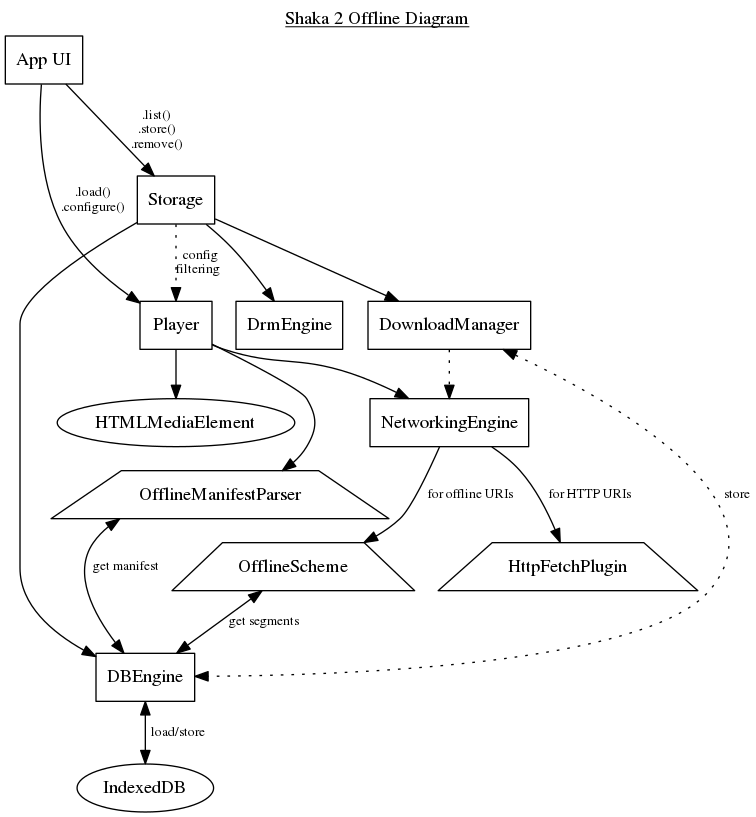 Shaka 2 Offline Diagram
App UI
.list()
.store()
.remove()
.load()
.configure()
Storage
config
filtering
Player
DrmEngine
DownloadManager
HTMLMediaElement
NetworkingEngine
OfflineManifestParser
for offline URIs
for HTTP URIs
store
get manifest
OfflineScheme
HttpFetchPlugin
get segments
DBEngine
load/store
IndexedDB